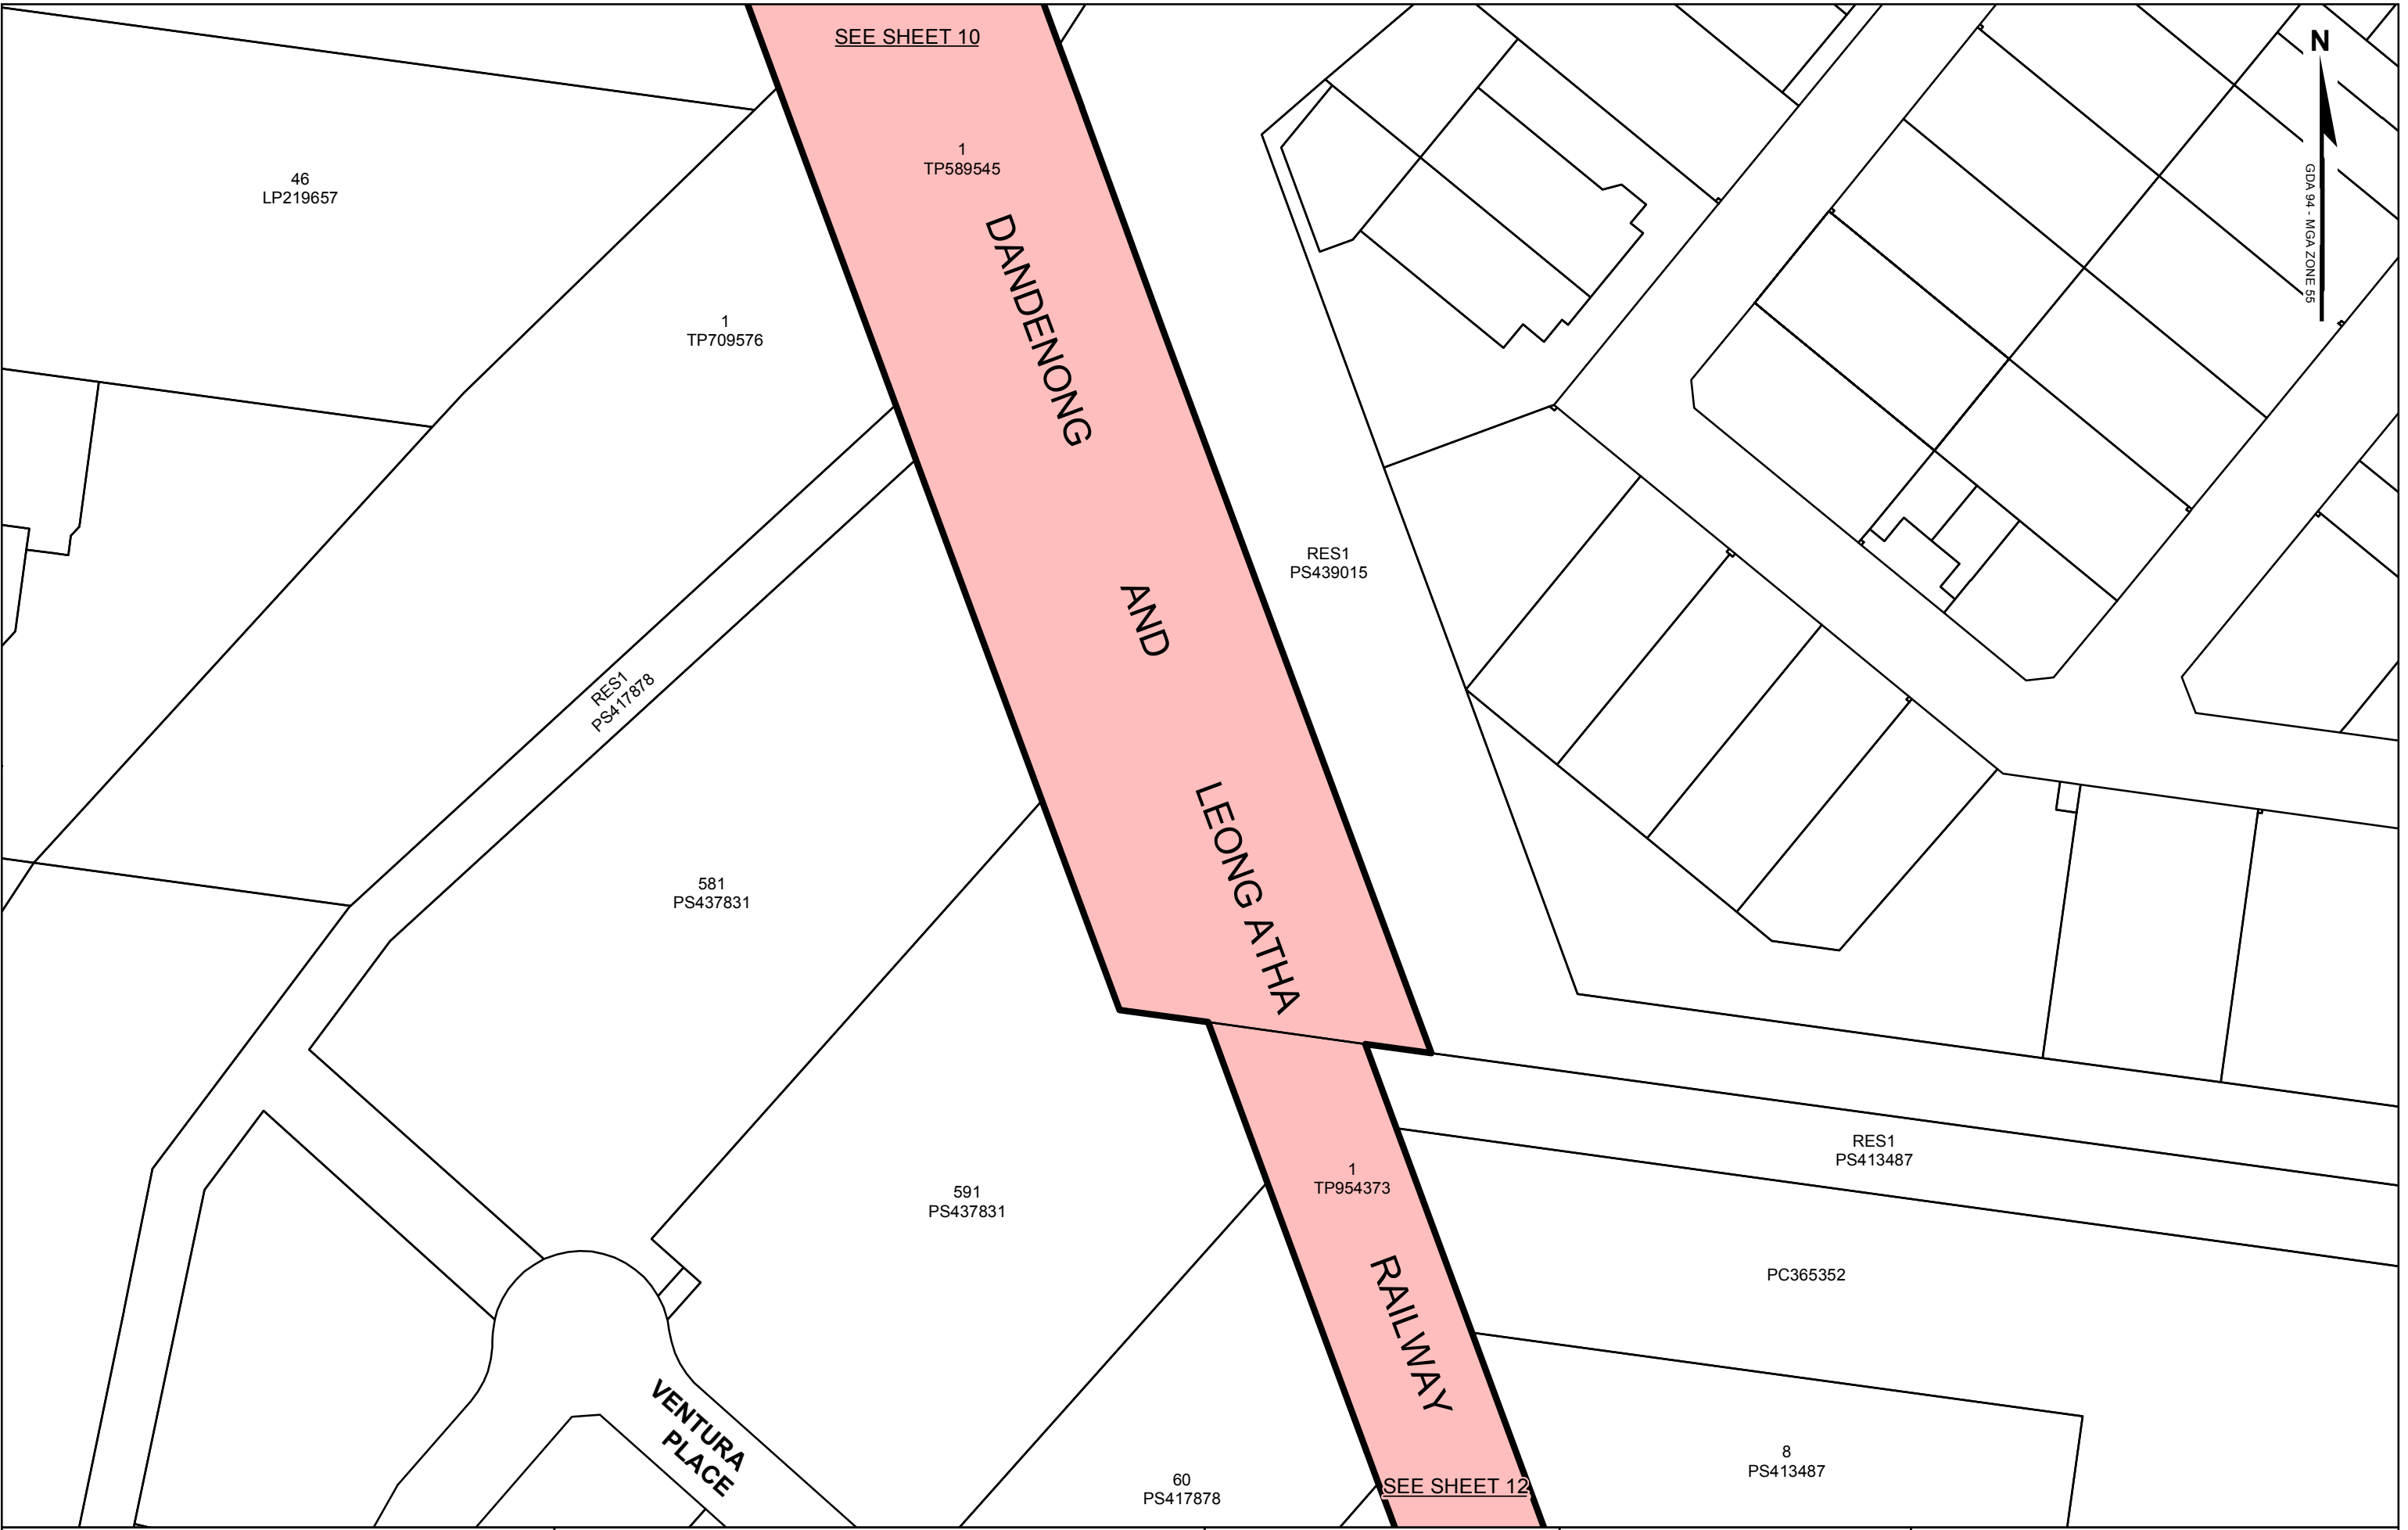 SEE SHEET 10
N
GDA 94 - MGA ZONE 55
1
TP589545
46
LP219657
DANDENONG
1
TP709576
RES1
PS439015
AND
RES1
PS417878
LEONG ATHA
581
PS437831
RES1
PS413487
1
TP954373
591
PS437831
PC365352
RAILWAY
VENTURA
PLACE
8
PS413487
60
PS417878
SEE SHEET 12